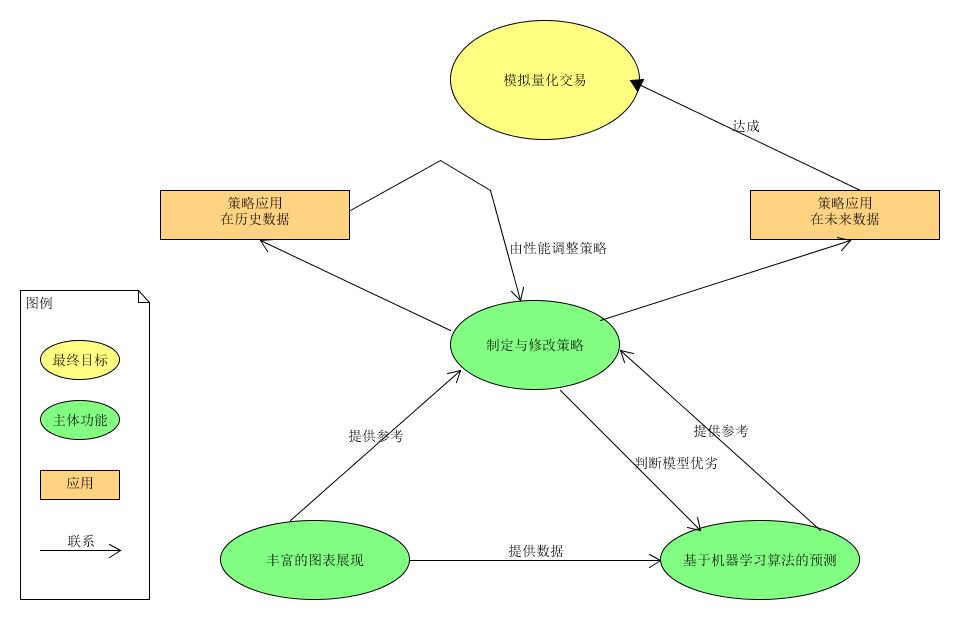 模拟量化交易
达成
策略应用
在历史数据
策略应用
在未来数据
由性能调整策略
图例
最终目标
主体功能
应用
联系
制定与修改策略
提供参考
提供参考
判断模型优劣
丰富的图表展现
提供数据
基于机器学习算法的预测